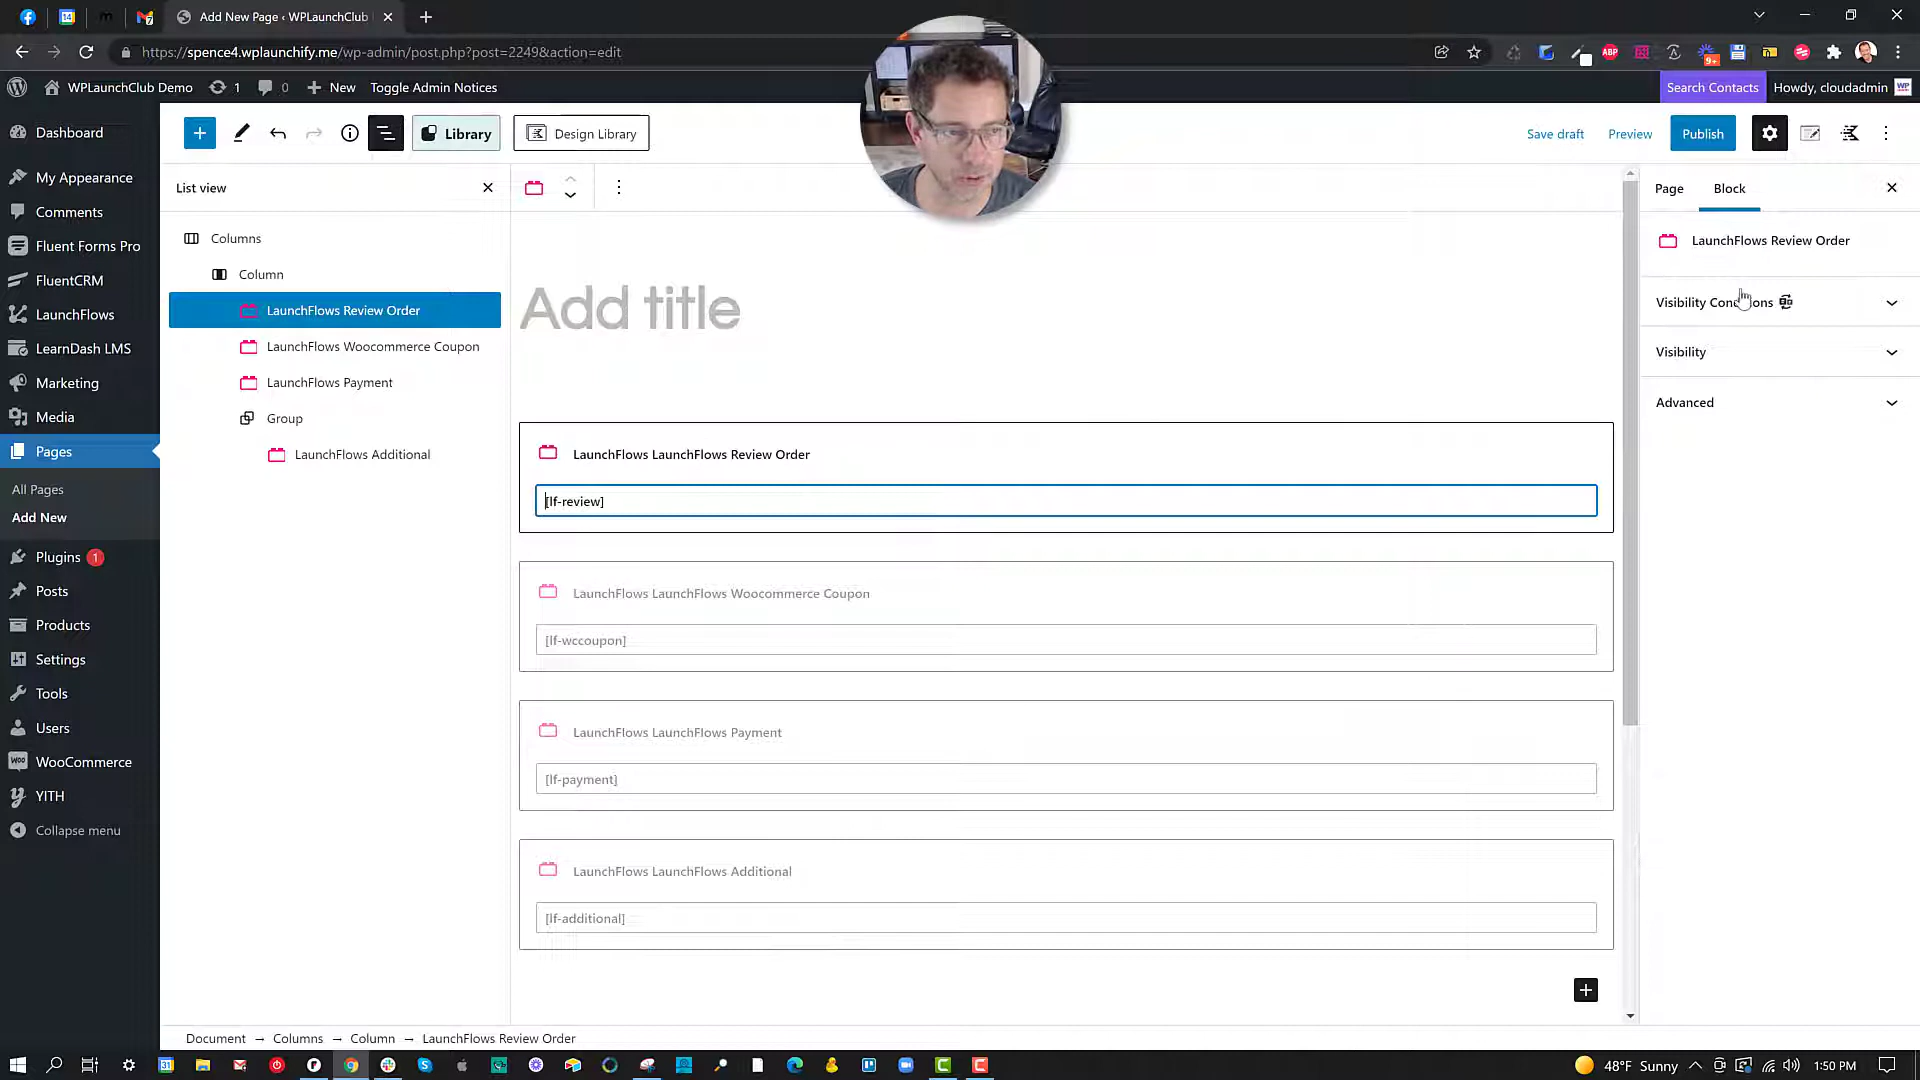 Add New Page ‹ WPLaunchClub
https://spence4.wplaunchify.me/wp-admin/post.php?post=2249&action=edit
WPLaunchClub Demo 1 0 New Toggle Admin Notices Search Contacts Howdy, cloudadmin
Library Design Library Save draft Preview Publish
Dashboard
My Appearance
Comments
Fluent Forms Pro
FluentCRM
LaunchFlows
LearnDash LMS
Marketing
Media
Pages
All Pages
Add New
Plugins 1
Posts
Products
Settings
Tools
Users
WooCommerce
YITH
Collapse menu
List view
Columns
Column
LaunchFlows Review Order
LaunchFlows Woocommerce Coupon
LaunchFlows Payment
Group
LaunchFlows Additional
Add title
LaunchFlows LaunchFlows Review Order
[lf-review]
LaunchFlows LaunchFlows Woocommerce Coupon
[lf-wccoupon]
LaunchFlows LaunchFlows Payment
[lf-payment]
LaunchFlows LaunchFlows Additional
[lf-additional]
Page Block
LaunchFlows Review Order
Visibility Conditions
Visibility
Advanced
Document → Columns → Column → LaunchFlows Review Order
48°F Sunny 1:50 PM